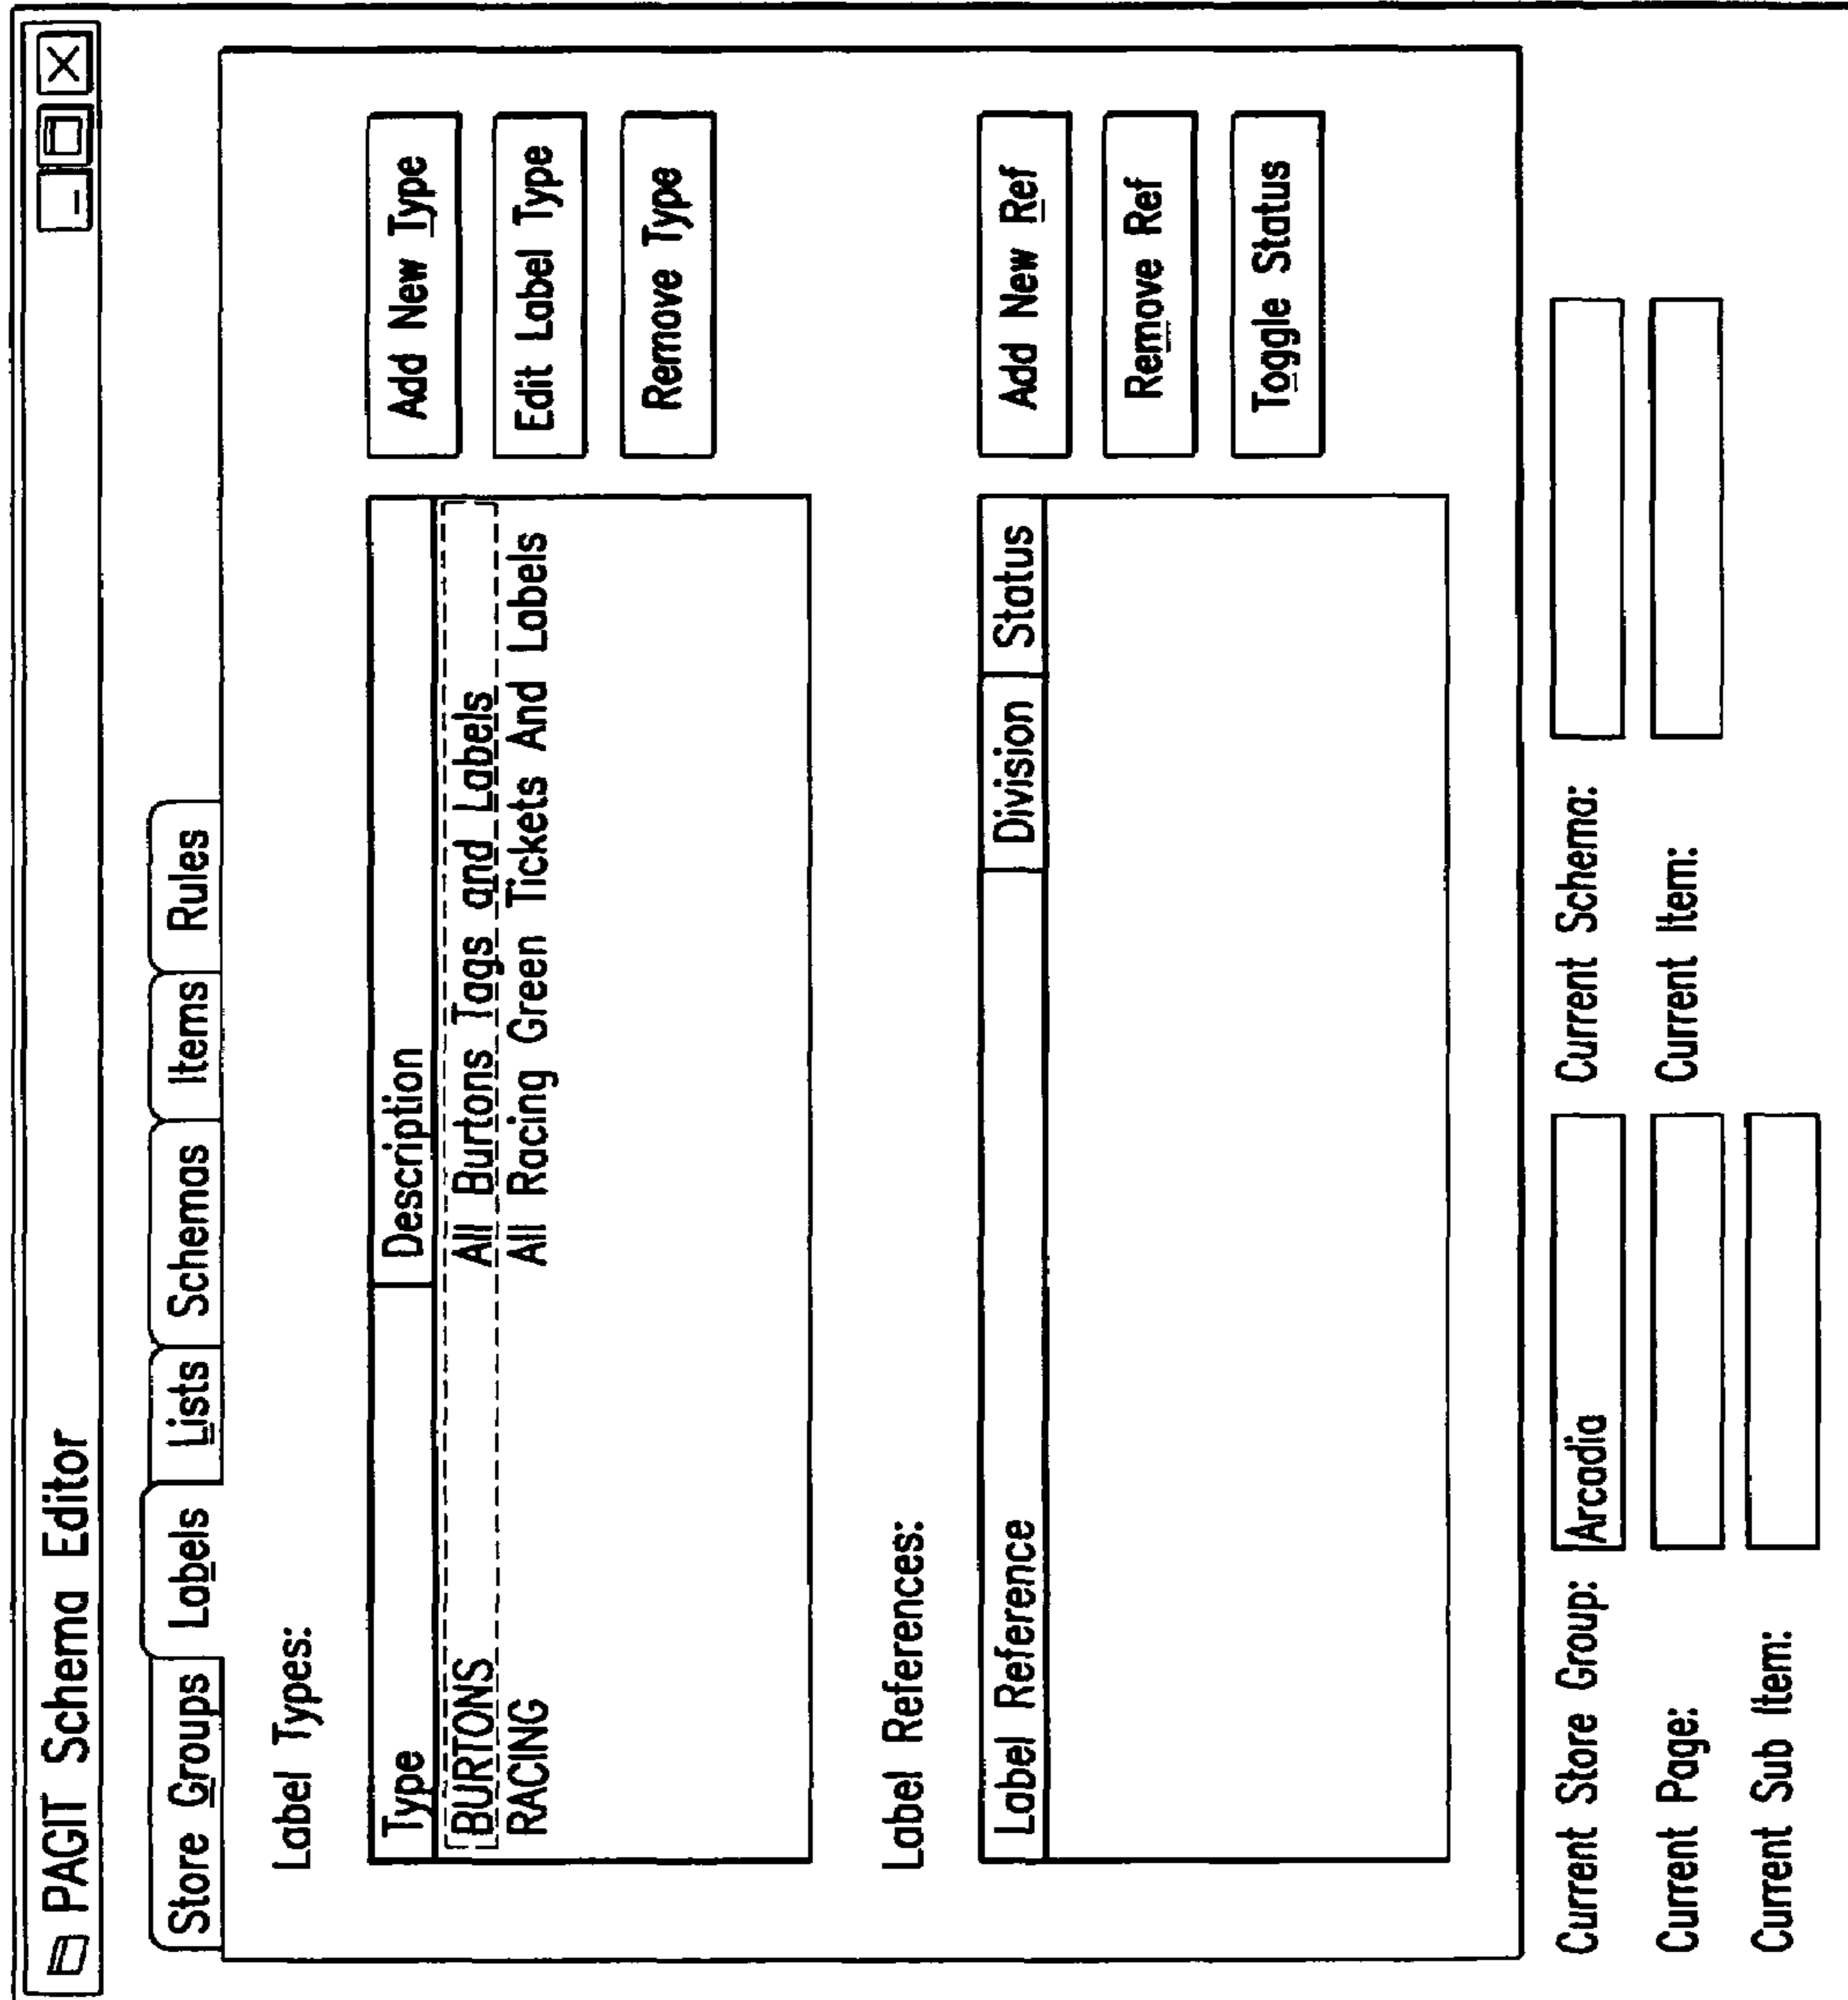 PAGIT Schema Editor
Store Groups Labels Lists Schemas Items Rules
Label Types:
Type Description
BURTONS All Burtons Tags and Labels
RACING All Racing Green Tickets And Labels
Add New Type
Edit Label Type
Remove Type
Label References:
Label Reference Division Status
Add New Ref
Remove Ref
Toggle Status
Current Store Group: Arcadia Current Schema:
Current Page: Current Item:
Current Sub Item: